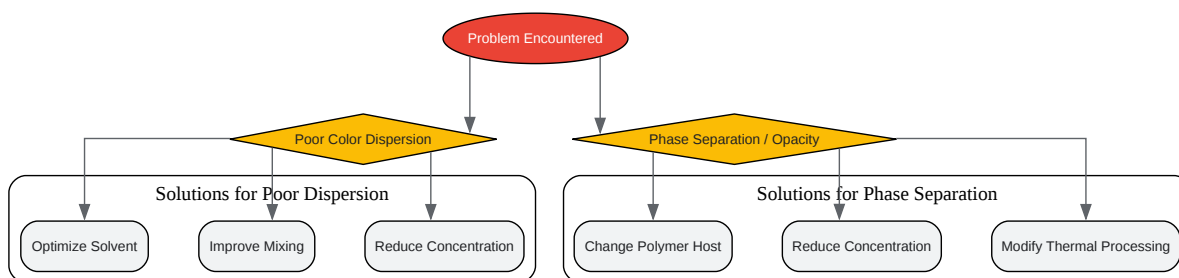 Problem Encountered
Poor Color Dispersion
Phase Separation / Opacity
Solutions for Poor Dispersion
Solutions for Phase Separation
Optimize Solvent
Improve Mixing
Reduce Concentration
Change Polymer Host
Reduce Concentration
Modify Thermal Processing